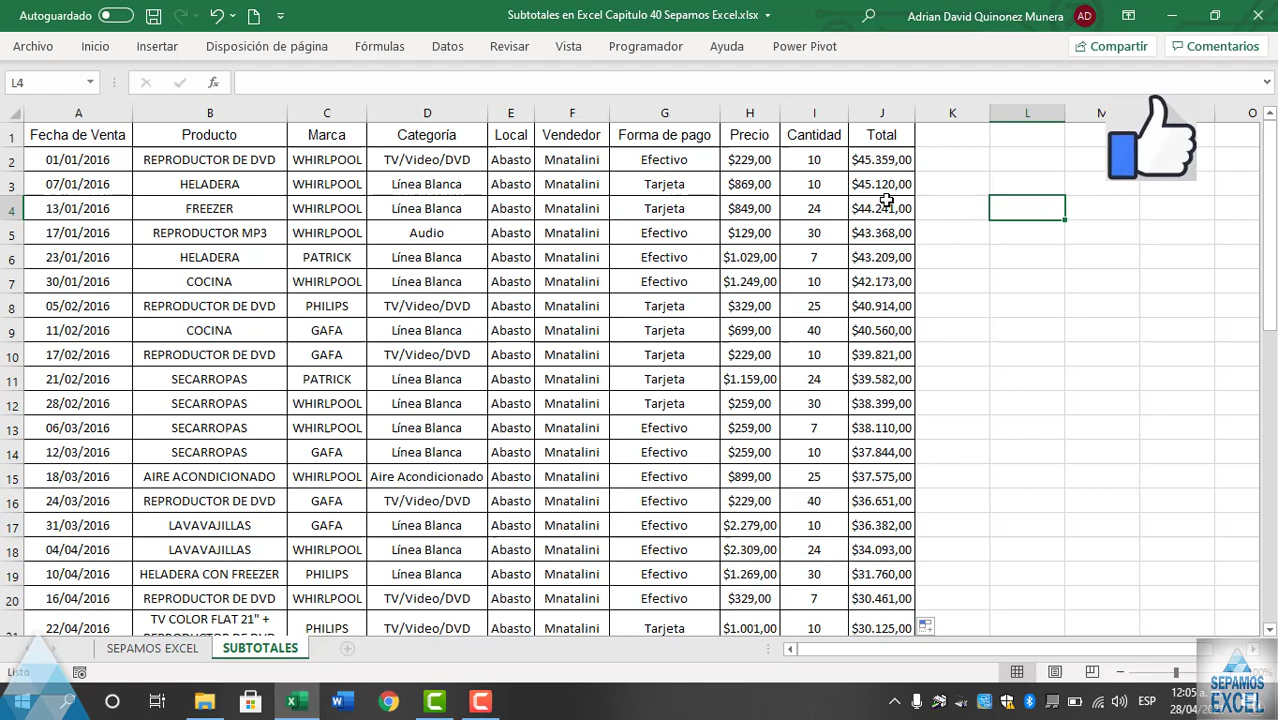 Autoguardado
Subtotales en Excel Capitulo 40 Sepamos Excel.xlsx
Adrian David Quinonez Munera AD
Archivo Inicio Insertar Disposición de página Fórmulas Datos Revisar Vista Programador Ayuda Power Pivot Compartir Comentarios
L4 fx
A B C D E F G H I J K L M O
1 Fecha de Venta Producto Marca Categoría Local Vendedor Forma de pago Precio Cantidad Total
2 01/01/2016 REPRODUCTOR DE DVD WHIRLPOOL TV/Video/DVD Abasto Mnatalini Efectivo $229,00 10 $45.359,00
3 07/01/2016 HELADERA WHIRLPOOL Línea Blanca Abasto Mnatalini Tarjeta $869,00 10 $45.120,00
4 13/01/2016 FREEZER WHIRLPOOL Línea Blanca Abasto Mnatalini Tarjeta $849,00 24 $44.241,00
5 17/01/2016 REPRODUCTOR MP3 WHIRLPOOL Audio Abasto Mnatalini Efectivo $129,00 30 $43.368,00
6 23/01/2016 HELADERA PATRICK Línea Blanca Abasto Mnatalini Efectivo $1.029,00 7 $43.209,00
7 30/01/2016 COCINA WHIRLPOOL Línea Blanca Abasto Mnatalini Efectivo $1.249,00 10 $42.173,00
8 05/02/2016 REPRODUCTOR DE DVD PHILIPS TV/Video/DVD Abasto Mnatalini Tarjeta $329,00 25 $40.914,00
9 11/02/2016 COCINA GAFA Línea Blanca Abasto Mnatalini Tarjeta $699,00 40 $40.560,00
10 17/02/2016 REPRODUCTOR DE DVD GAFA TV/Video/DVD Abasto Mnatalini Tarjeta $229,00 10 $39.821,00
11 21/02/2016 SECARROPAS PATRICK Línea Blanca Abasto Mnatalini Tarjeta $1.159,00 24 $39.582,00
12 28/02/2016 SECARROPAS WHIRLPOOL Línea Blanca Abasto Mnatalini Tarjeta $259,00 30 $38.399,00
13 06/03/2016 SECARROPAS WHIRLPOOL Línea Blanca Abasto Mnatalini Efectivo $259,00 7 $38.110,00
14 12/03/2016 SECARROPAS GAFA Línea Blanca Abasto Mnatalini Efectivo $259,00 10 $37.844,00
15 18/03/2016 AIRE ACONDICIONADO WHIRLPOOL Aire Acondicionado Abasto Mnatalini Efectivo $899,00 25 $37.575,00
16 24/03/2016 REPRODUCTOR DE DVD GAFA TV/Video/DVD Abasto Mnatalini Efectivo $229,00 40 $36.651,00
17 31/03/2016 LAVAVAJILLAS GAFA Línea Blanca Abasto Mnatalini Efectivo $2.279,00 10 $36.382,00
18 04/04/2016 LAVAVAJILLAS WHIRLPOOL Línea Blanca Abasto Mnatalini Efectivo $2.309,00 24 $34.093,00
19 10/04/2016 HELADERA CON FREEZER PHILIPS Línea Blanca Abasto Mnatalini Efectivo $1.269,00 30 $31.760,00
20 16/04/2016 REPRODUCTOR DE DVD WHIRLPOOL TV/Video/DVD Abasto Mnatalini Efectivo $329,00 7 $30.461,00
TV COLOR FLAT 21" +
22/04/2016 REPRODUCTOR DE DVD PHILIPS TV/Video/DVD Abasto Mnatalini Tarjeta $1.001,00 10 $30.125,00
SEPAMOS EXCEL SUBTOTALES
Listo
ESP
12:05 a.
28/04/
SEPAMOS
EXCEL